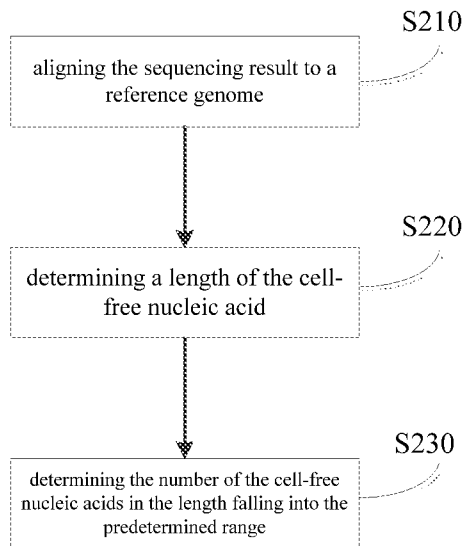 S210
aligning the sequencing result to a
reference genome
S220
determining a length of the cell-
free nucleic acid
S230
determining the number of the cell-free
nucleic acids in the length falling into the
predetermined range